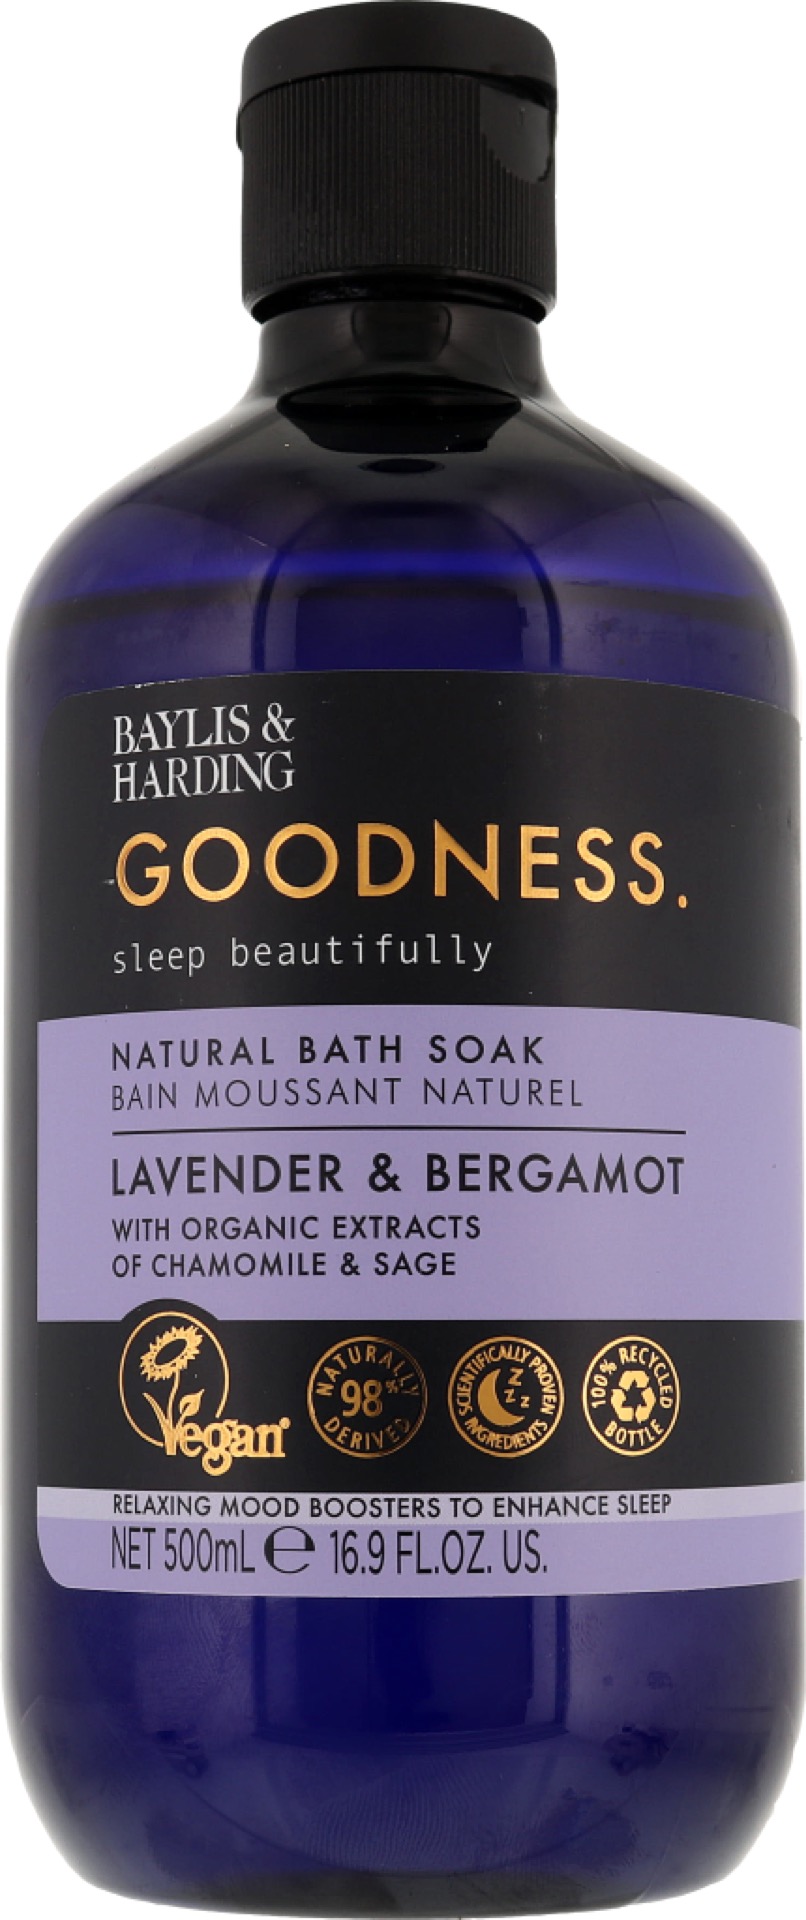 BAYLIS &
HARDING
GOODNESS.
sleep beautifully
NATURAL BATH SOAK
BAIN MOUSSANT NATUREL
LAVENDER & BERGAMOT
WITH ORGANIC EXTRACTS
OF CHAMOMILE & SAGE
Vegan
NATURALLY
98%
DERIVED
SCIENTIFICALLY PROVEN
Z Z Z
INGREDIENTS
100% RECYCLED
BOTTLE
RELAXING MOOD BOOSTERS TO ENHANCE SLEEP
NET 500mL ℮ 16.9 FL.OZ. US.